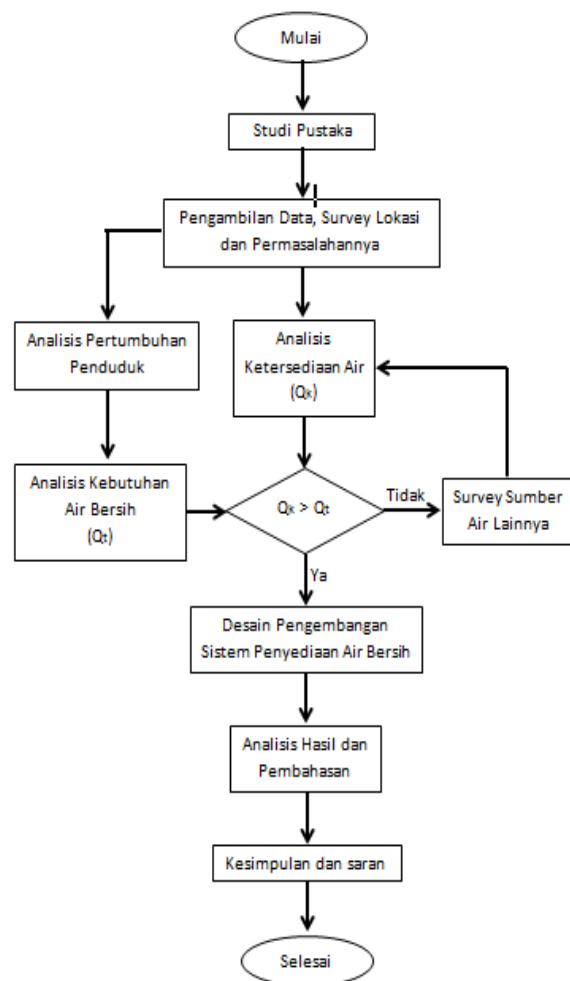 Mulai
Studi Pustaka
Pengambilan Data, Survey Lokasi
dan Permasalahannya
Analisis Pertumbuhan
Penduduk
Analisis
Ketersediaan Air
(Qk)
Analisis Kebutuhan
Air Bersih
(Qt)
Qk > Qt
Tidak
Survey Sumber
Air Lainnya
Ya
Desain Pengembangan
Sistem Penyediaan Air Bersih
Analisis Hasil dan
Pembahasan
Kesimpulan dan saran
Selesai